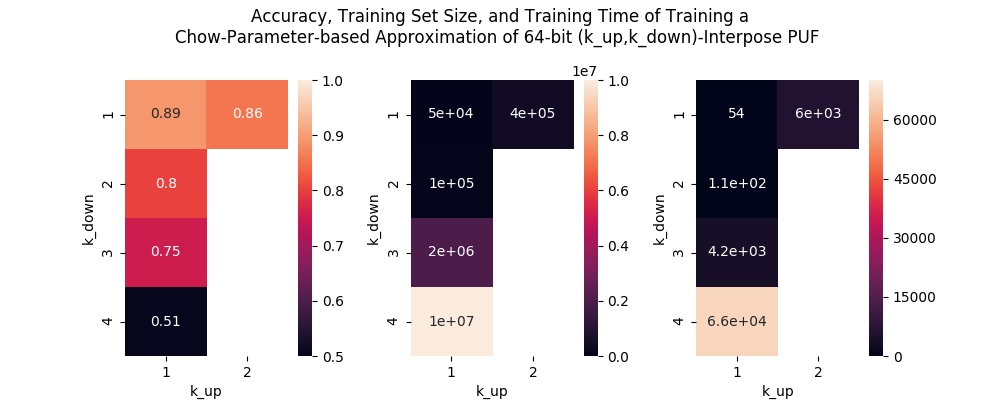 Accuracy, Training Set Size, and Training Time of Training a
Chow-Parameter-based Approximation of 64-bit (k_up,k_down)-Interpose PUF
k_down
1
2
3
4
0.89
0.86
0.8
0.75
0.51
1
2
k_up
1.0
0.9
0.8
0.7
0.6
0.5
k_down
1
2
3
4
5e+04
4e+05
1e+05
2e+06
1e+07
1
2
k_up
1e7
1.0
0.8
0.6
0.4
0.2
0.0
k_down
1
2
3
4
54
6e+03
1.1e+02
4.2e+03
6.6e+04
1
2
k_up
60000
45000
30000
15000
0